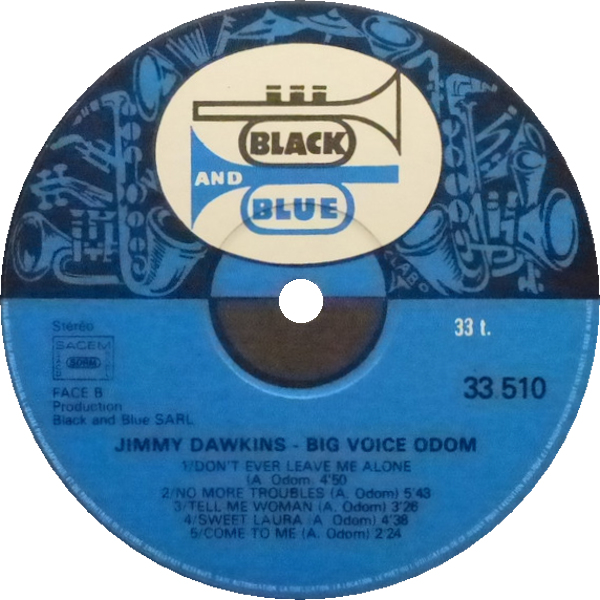 BLACK
AND
BLUE
Stéréo
33 t.
SACEM
FACE B
33 510
Production
Black and Blue SARL
JIMMY DAWKINS - BIG VOICE ODOM
1/DON'T EVER LEAVE ME ALONE
(A. Odom 4'50
2/NO MORE TROUBLES (A. Odom) 5'43
3/TELL ME WOMAN (A. Odom) 3'26
4/SWEET LAURA (A. Odom) 4'38
5/COME TO ME (A. Odom) 2'24